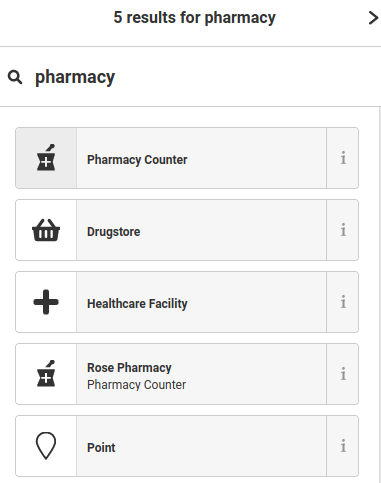 5 results for pharmacy
pharmacy
Pharmacy Counter
i
Drugstore
i
Healthcare Facility
i
Rose Pharmacy
Pharmacy Counter
i
Point
i